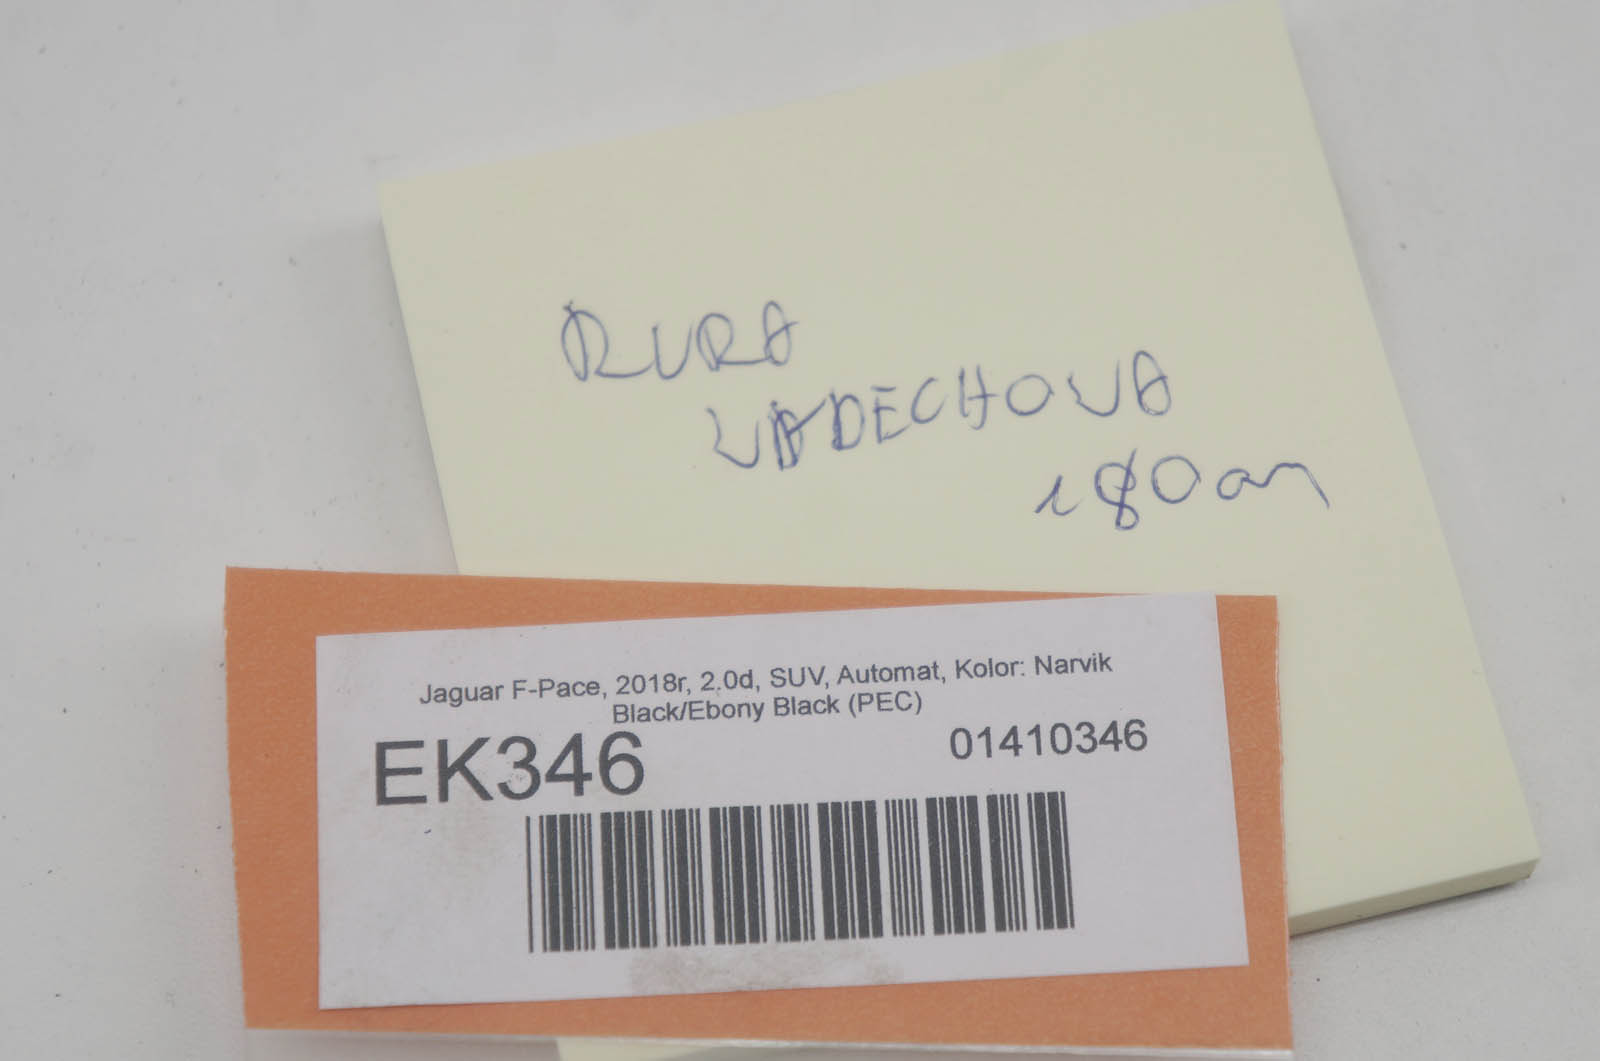 RURA
WYDECHOWA
180cm
Jaguar F-Pace, 2018r, 2.0d, SUV, Automat, Kolor: Narvik
Black/Ebony Black (PEC)
EK346 01410346